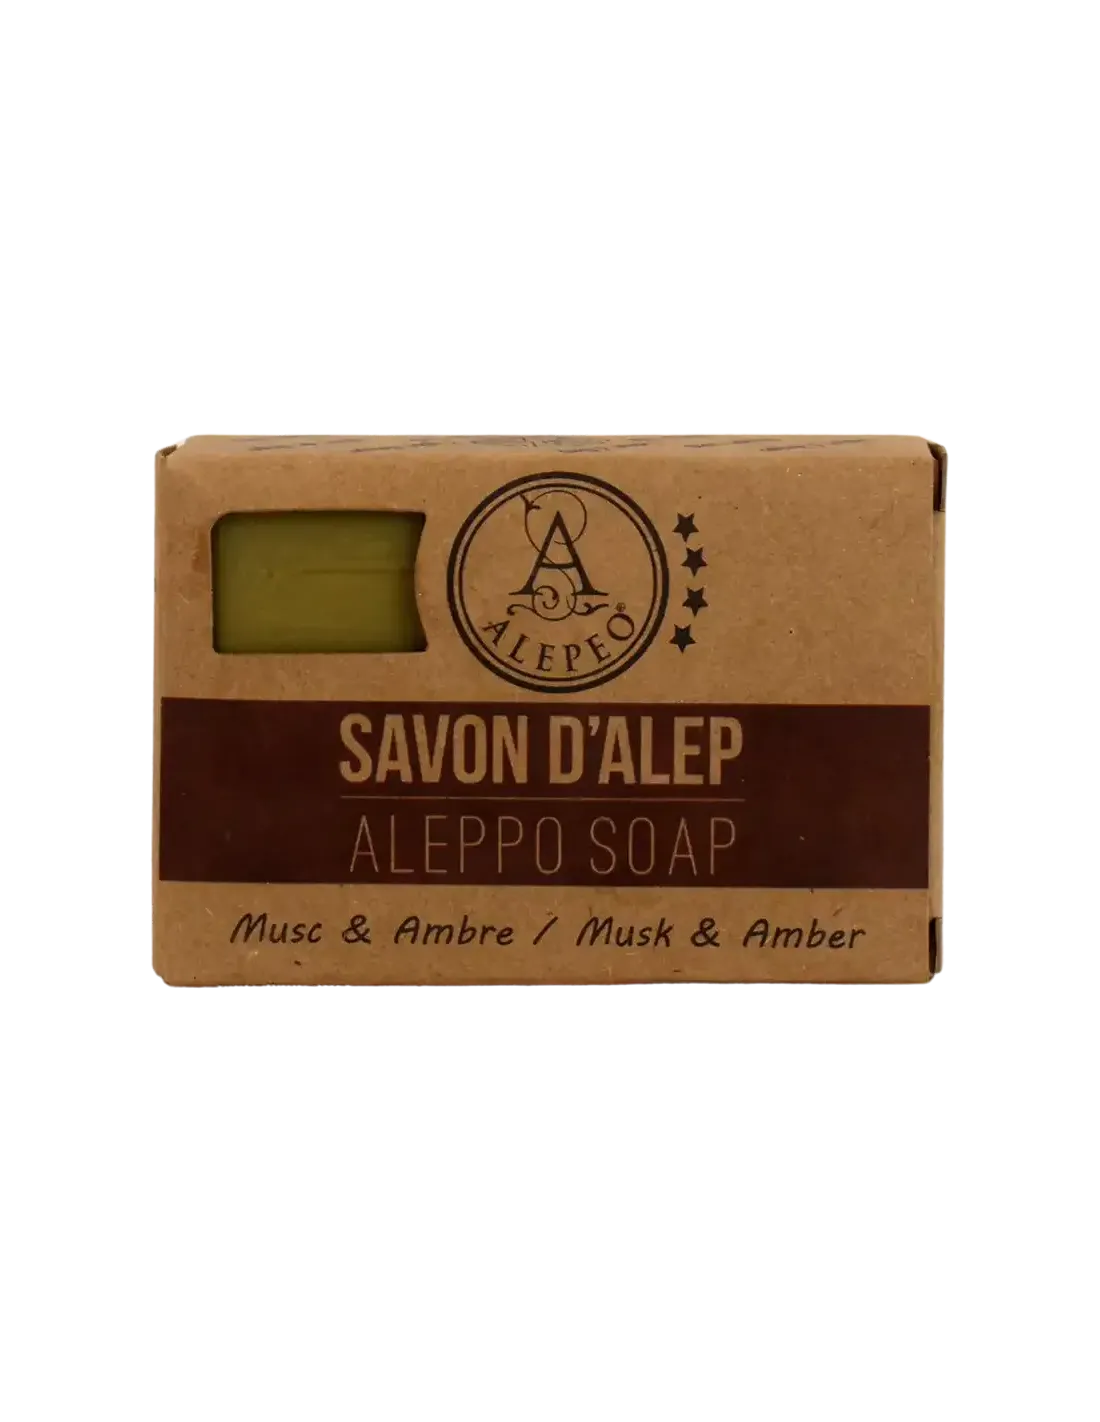 A
ALEPEO®
SAVON D'ALEP
ALEPPO SOAP
Musc & Ambre / Musk & Amber